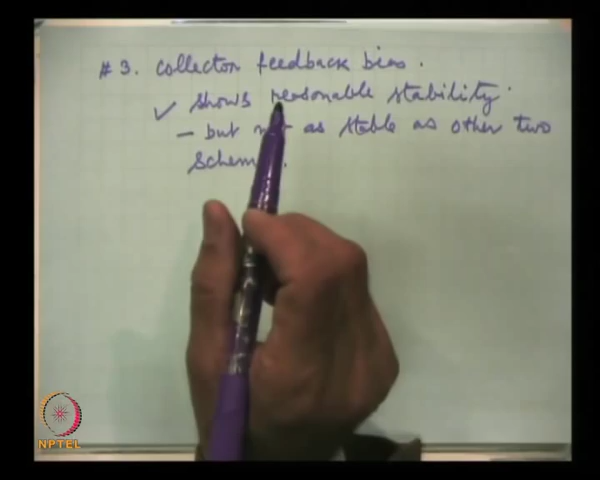 # 3. Collector feedback bias.
✓ shows reasonable stability.
- but as stable as other two
NPTEL